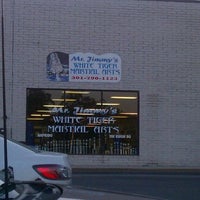 Mr. Jimmy's
WHITE TIGER
MARTIAL ARTS
301-290-1123
Mr. Jimmy's
WHITE TIGER
MARTIAL ARTS